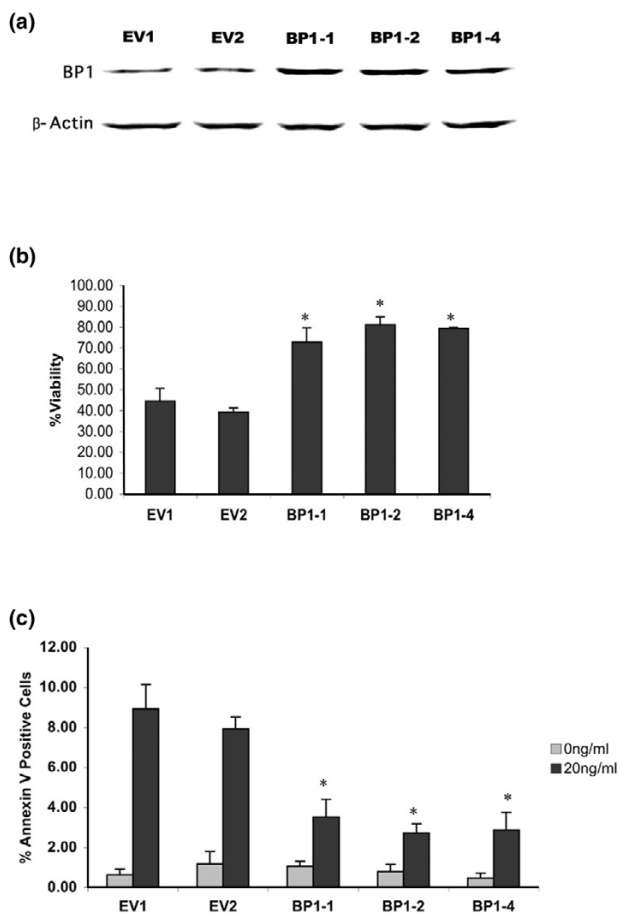 (a)
EV1 EV2 BP1-1 BP1-2 BP1-4
BP1
β-Actin
(b)
%Viability
100.00
90.00
80.00
70.00
60.00
50.00
40.00
30.00
20.00
10.00
0.00
* * *
EV1 EV2 BP1-1 BP1-2 BP1-4
(c)
% Annexin V Positive Cells
12.00
10.00
8.00
6.00
4.00
2.00
0.00
* * *
0ng/ml
20ng/ml
EV1 EV2 BP1-1 BP1-2 BP1-4